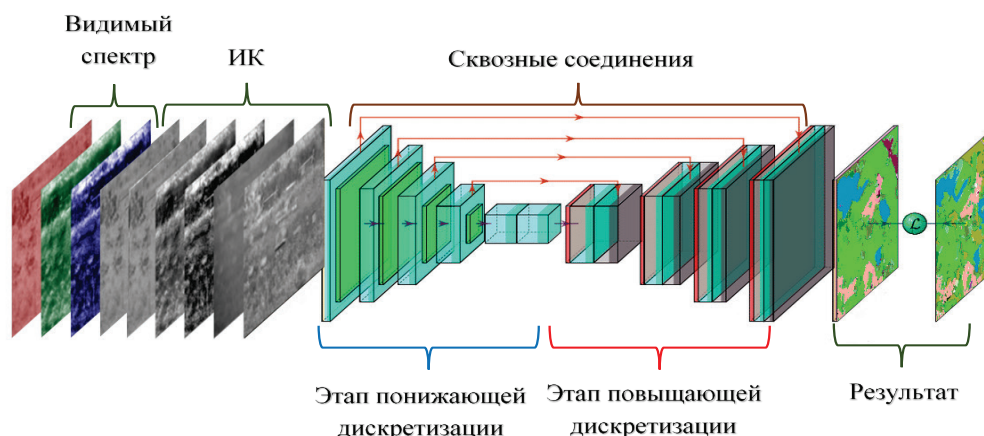 Видимый
спектр
ИК
Сквозные соединения
ℒ
Этап понижающей
дискретизации
Этап повыщающей
дискретизации
Результат